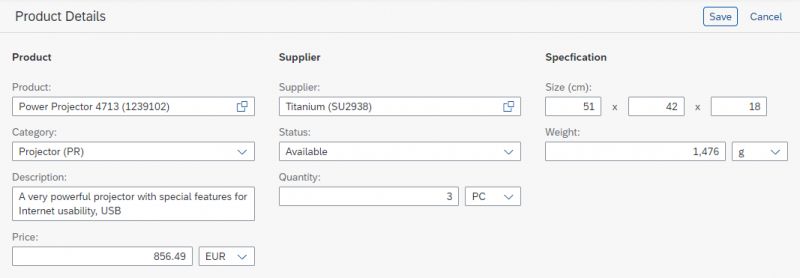 Product Details
Save
Cancel
Product
Product:
Power Projector 4713 (1239102)
Category:
Projector (PR)
Description:
A very powerful projector with special features for
Internet usability, USB
Price:
856.49 EUR
Supplier
Supplier:
Titanium (SU2938)
Status:
Available
Quantity:
3 PC
Specfication
Size (cm):
51 x 42 x 18
Weight:
1,476 g